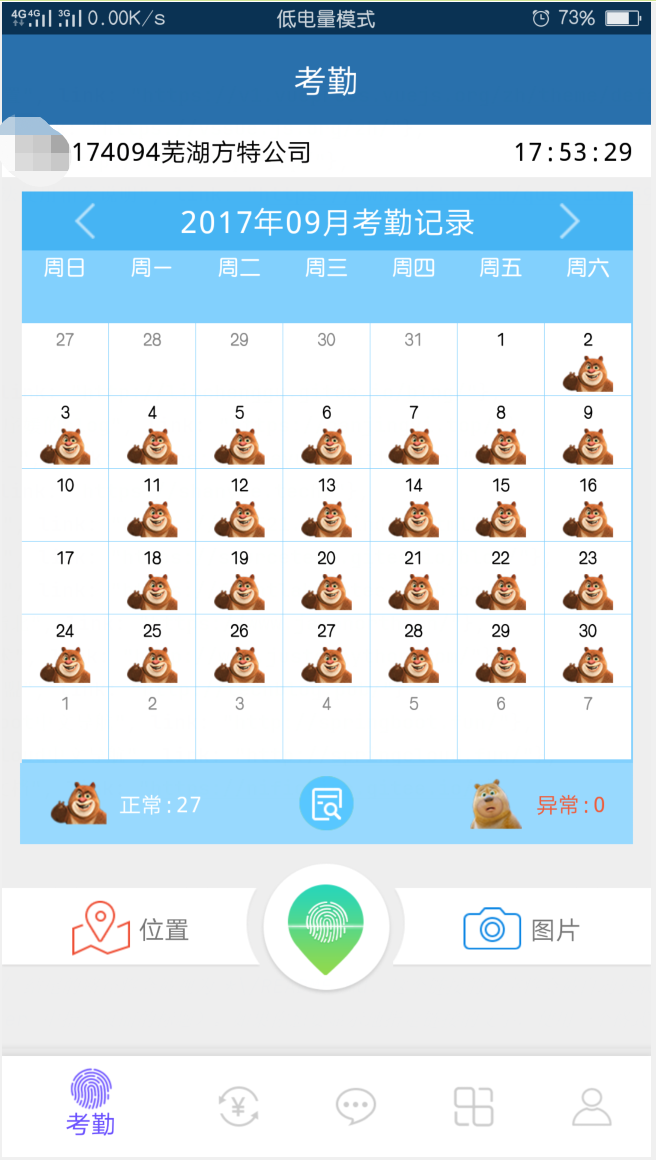 4G 4G 3G 0.00K/s 低电量模式 73%
考勤
174094芜湖方特公司 17:53:29
2017年09月考勤记录
周日 周一 周二 周三 周四 周五 周六
27 28 29 30 31 1 2
3 4 5 6 7 8 9
10 11 12 13 14 15 16
17 18 19 20 21 22 23
24 25 26 27 28 29 30
1 2 3 4 5 6 7
正常:27 异常:0
位置 图片
考勤